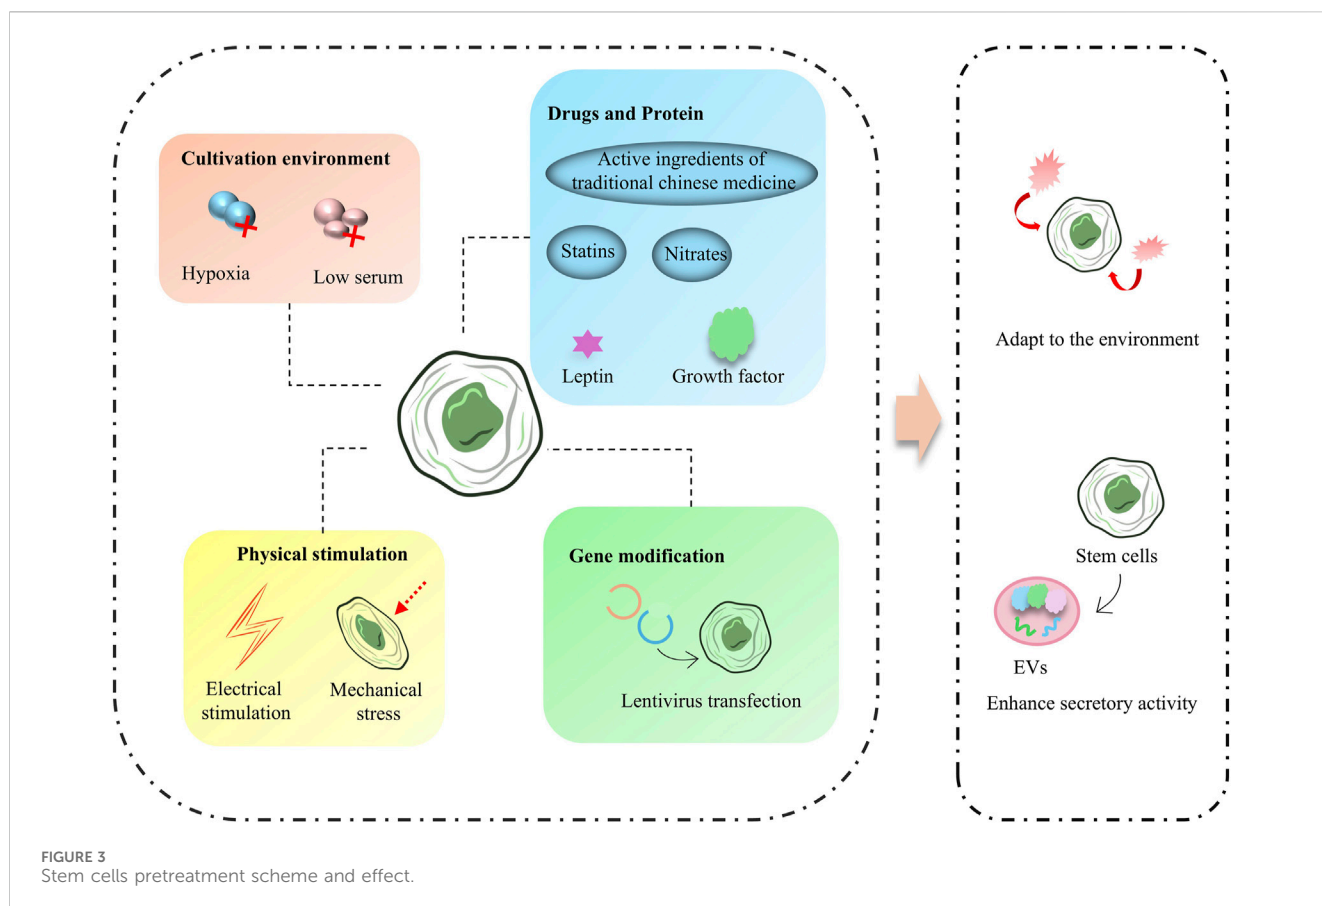 Cultivation environment
Hypoxia
Low serum
Drugs and Protein
Active ingredients of
traditional chinese medicine
Statins
Nitrates
Leptin
Growth factor
Physical stimulation
Electrical
stimulation
Mechanical
stress
Gene modification
Lentivirus transfection
Adapt to the environment
Stem cells
EVs
Enhance secretory activity
FIGURE 3
Stem cells pretreatment scheme and effect.